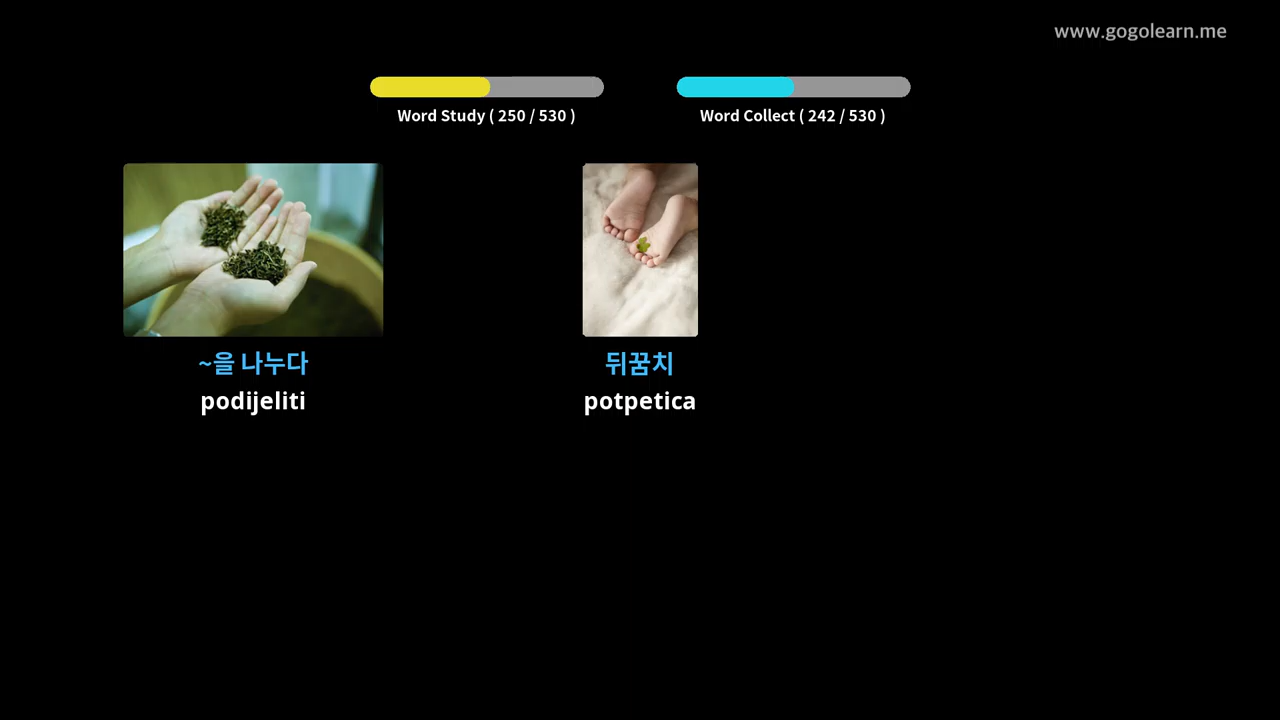 www.gogolearn.me
Word Study ( 250 / 530 )
Word Collect ( 242 / 530 )
~을 나누다
podijeliti
뒤꿈치
potpetica